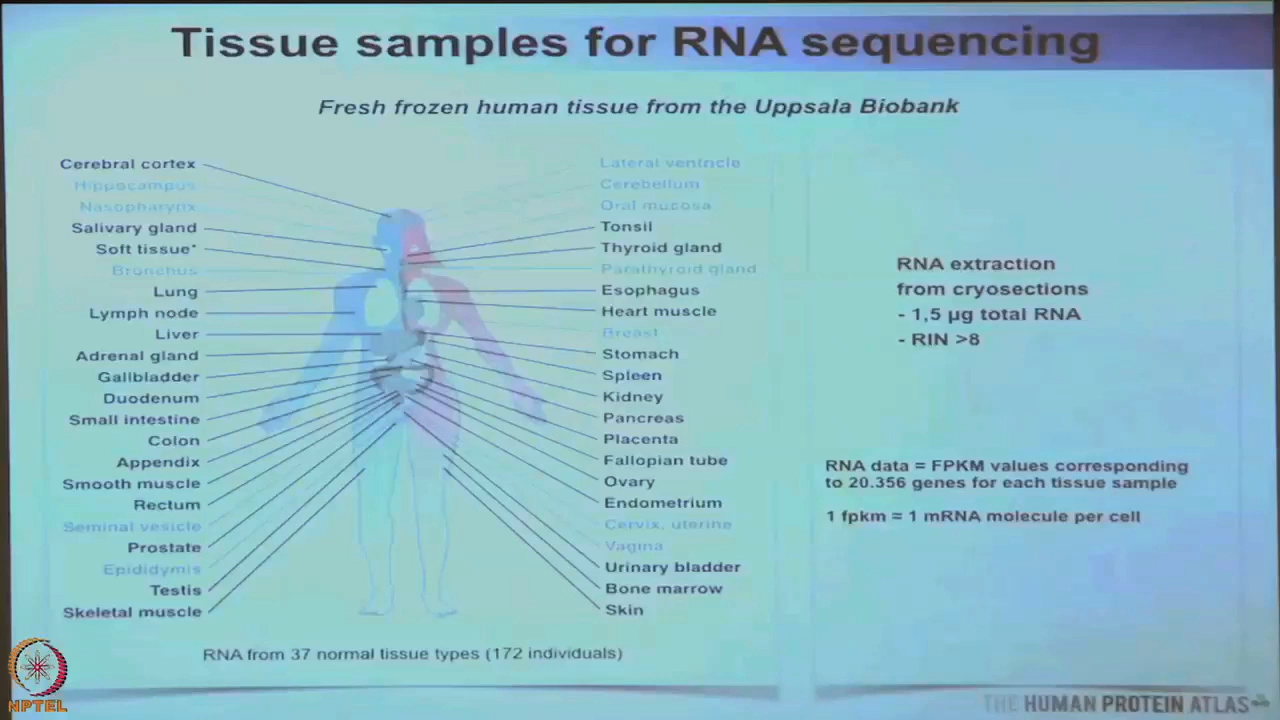 Tissue samples for RNA sequencing
Fresh frozen human tissue from the Uppsala Biobank
Cerebral cortex
Hippocampus
Nasopharynx
Salivary gland
Soft tissue*
Bronchus
Lung
Lymph node
Liver
Adrenal gland
Gallbladder
Duodenum
Small intestine
Colon
Appendix
Smooth muscle
Rectum
Seminal vesicle
Prostate
Epididymis
Testis
Skeletal muscle
Lateral ventricle
Cerebellum
Oral mucosa
Tonsil
Thyroid gland
Parathyroid gland
Esophagus
Heart muscle
Breast
Stomach
Spleen
Kidney
Pancreas
Placenta
Fallopian tube
Ovary
Endometrium
Cervix, uterine
Vagina
Urinary bladder
Bone marrow
Skin
RNA from 37 normal tissue types (172 individuals)
RNA extraction
from cryosections
- 1,5 µg total RNA
- RIN >8
RNA data = FPKM values corresponding
to 20.356 genes for each tissue sample
1 fpkm = 1 mRNA molecule per cell
NPTEL
THE HUMAN PROTEIN ATLAS